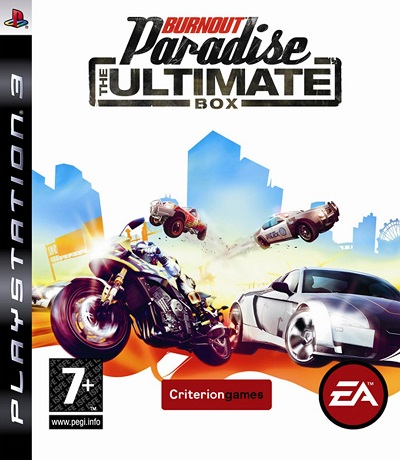 PLAYSTATION 3
BURNOUT
Paradise
THE ULTIMATE
BOX
7+
www.pegi.info
Criteriongames
EA